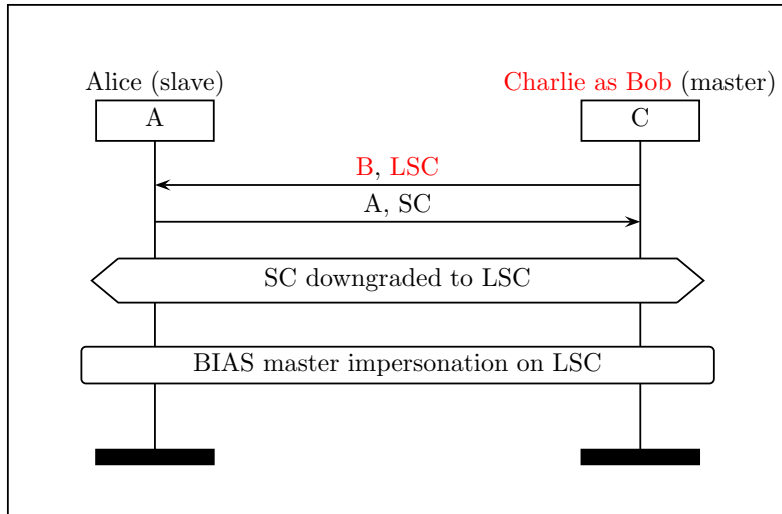 Alice (slave)
Charlie as Bob (master)
A
C
B, LSC
A, SC
SC downgraded to LSC
BIAS master impersonation on LSC